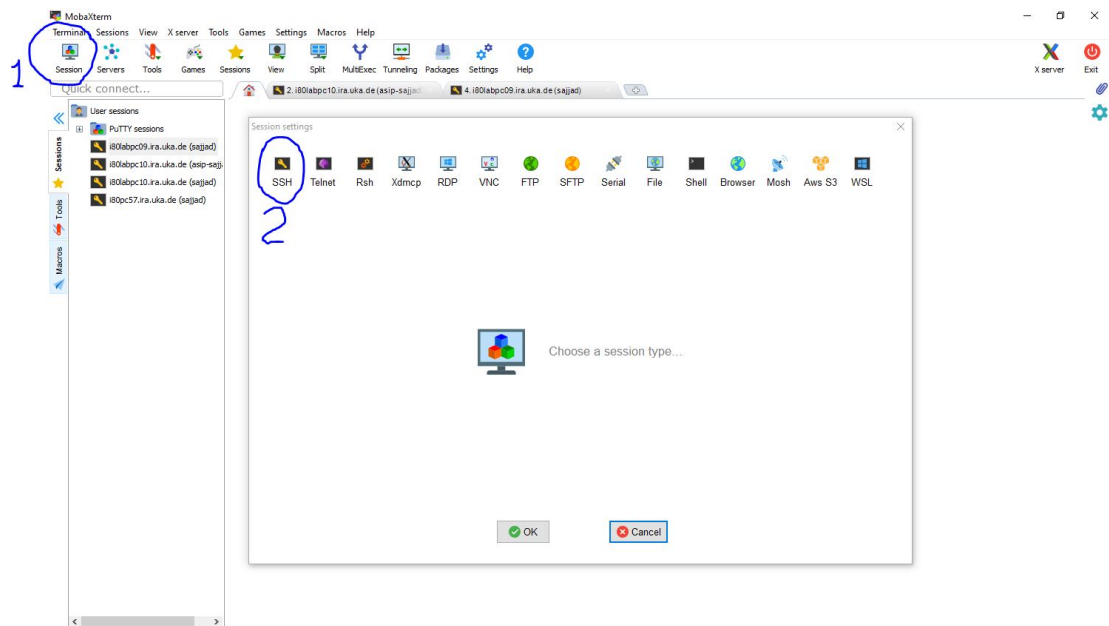 MobaXterm
Terminal Sessions View X server Tools Games Settings Macros Help
1
Session Servers Tools Games Sessions View Split MultiExec Tunneling Packages Settings Help X server Exit
Quick connect...
2. i80labpc10.ira.uka.de (asip-sajjad
4. i80labpc09.ira.uka.de (sajjad)
User sessions
PuTTY sessions
i80labpc09.ira.uka.de (sajjad)
i80labpc10.ira.uka.de (asip-sajj
i80labpc10.ira.uka.de (sajjad)
i80pc57.ira.uka.de (sajjad)
Sessions
Tools
Macros
Session settings
SSH Telnet Rsh Xdmcp RDP VNC FTP SFTP Serial File Shell Browser Mosh Aws S3 WSL
2
Choose a session type...
OK Cancel